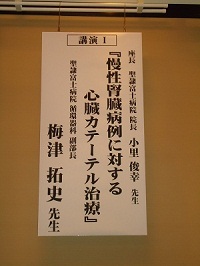 講演Ⅰ
座長 聖隷富士病院 院長 小里 俊幸 先生
『慢性腎臓病例に対する
心臓カテーテル治療』
聖隷富士病院 循環器科 副部長
梅津 拓史 先生